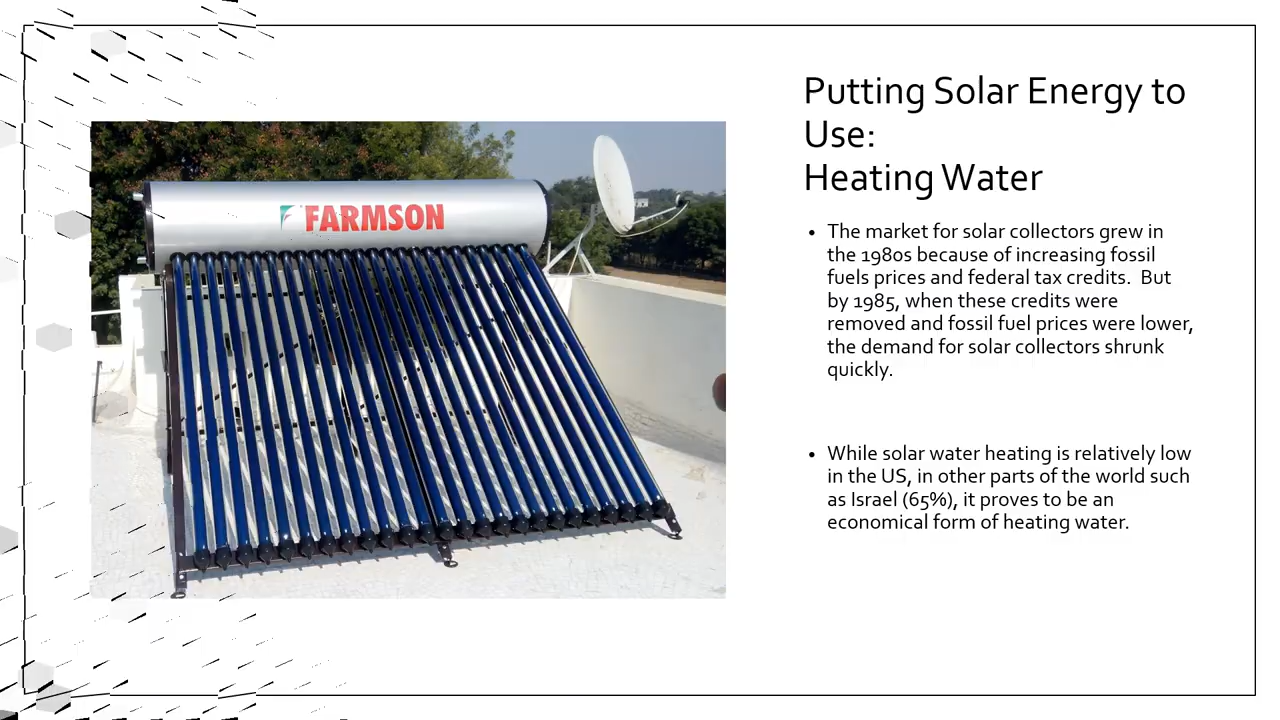 FARMSON
Putting Solar Energy to
Use:
Heating Water
• The market for solar collectors grew in
the 1980s because of increasing fossil
fuels prices and federal tax credits.  But
by 1985, when these credits were
removed and fossil fuel prices were lower,
the demand for solar collectors shrunk
quickly.
• While solar water heating is relatively low
in the US, in other parts of the world such
as Israel (65%), it proves to be an
economical form of heating water.